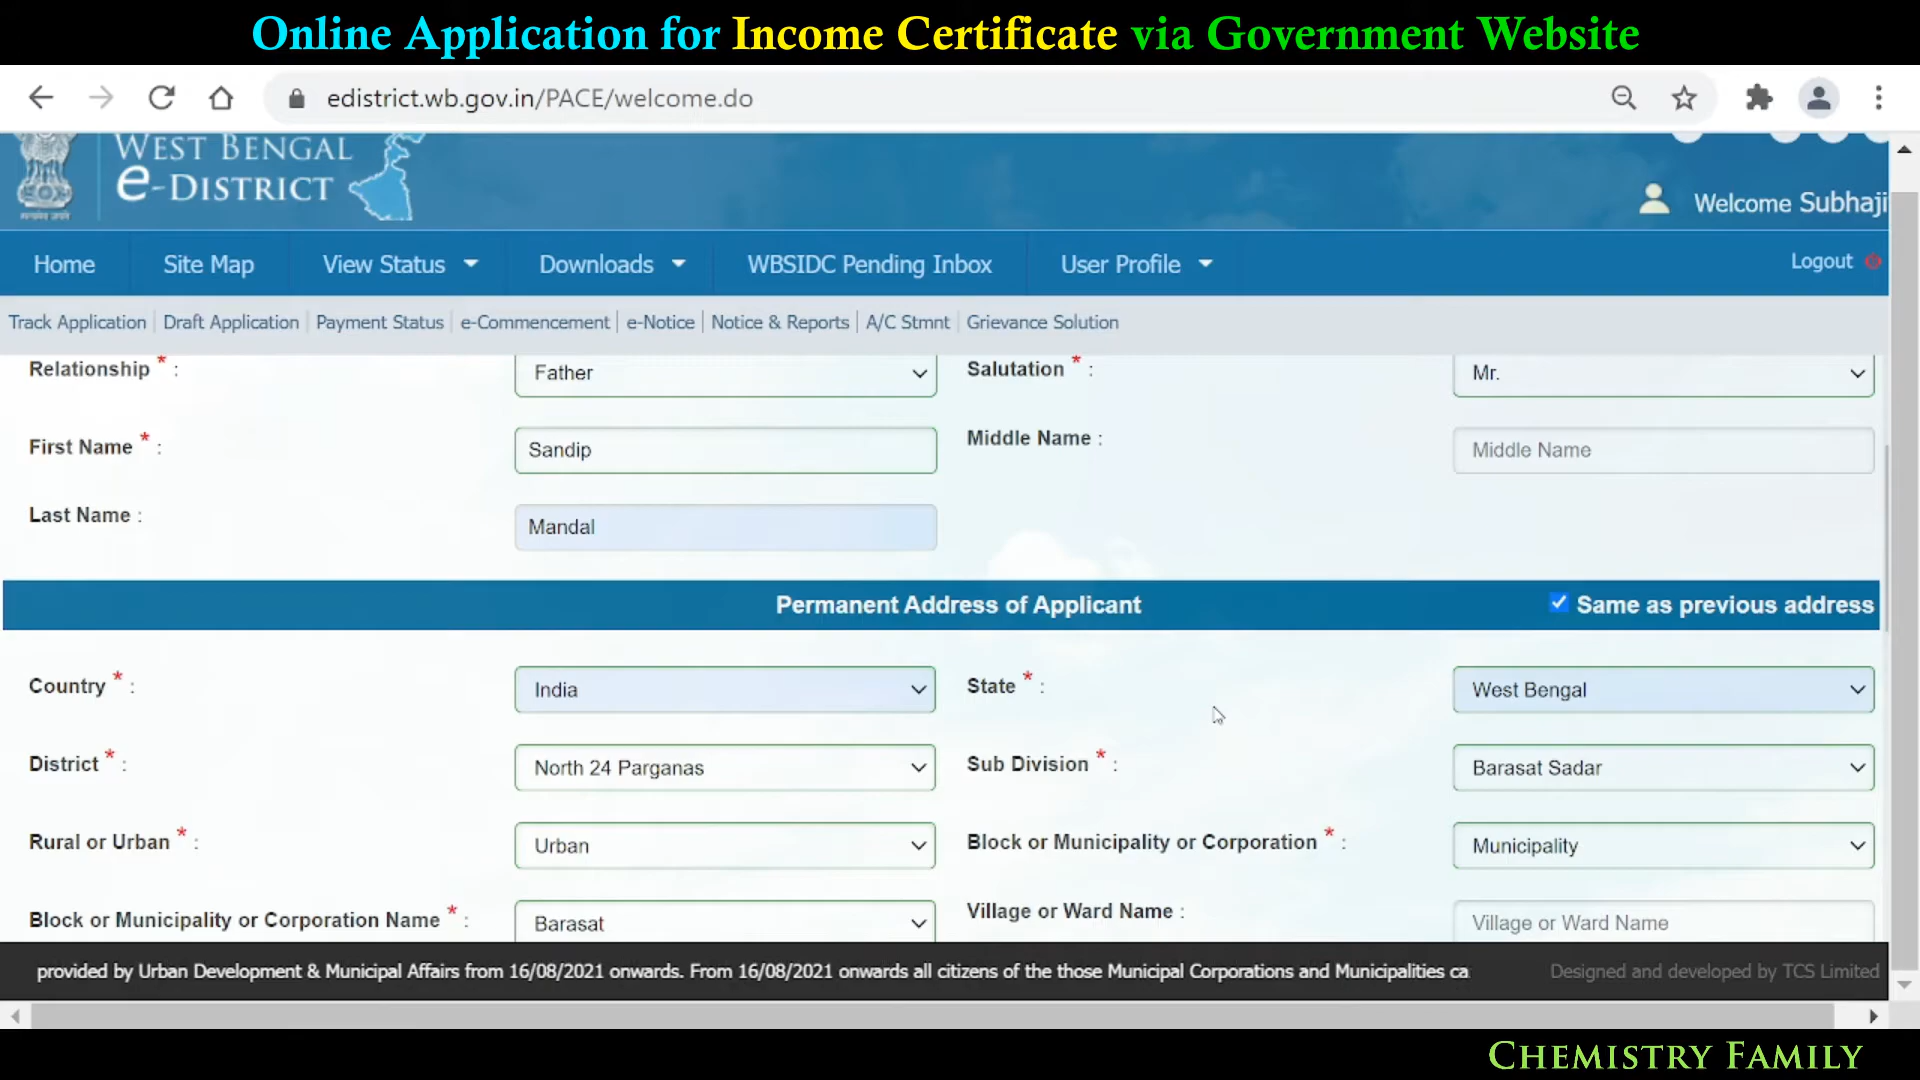 Online Application for Income Certificate via Government Website
edistrict.wb.gov.in/PACE/welcome.do
WEST BENGAL
e-DISTRICT
Welcome Subhaji
Home Site Map View Status Downloads WBSIDC Pending Inbox User Profile Logout
Track Application Draft Application Payment Status e-Commencement e-Notice Notice & Reports A/C Stmnt Grievance Solution
Relationship * : Father Salutation * : Mr.
First Name * : Sandip Middle Name : Middle Name
Last Name : Mandal
Permanent Address of Applicant Same as previous address
Country * : India State * : West Bengal
District * : North 24 Parganas Sub Division * : Barasat Sadar
Rural or Urban * : Urban Block or Municipality or Corporation * : Municipality
Block or Municipality or Corporation Name * : Barasat Village or Ward Name : Village or Ward Name
provided by Urban Development & Municipal Affairs from 16/08/2021 onwards. From 16/08/2021 onwards all citizens of the those Municipal Corporations and Municipalities ca Designed and developed by TCS Limited
CHEMISTRY FAMILY